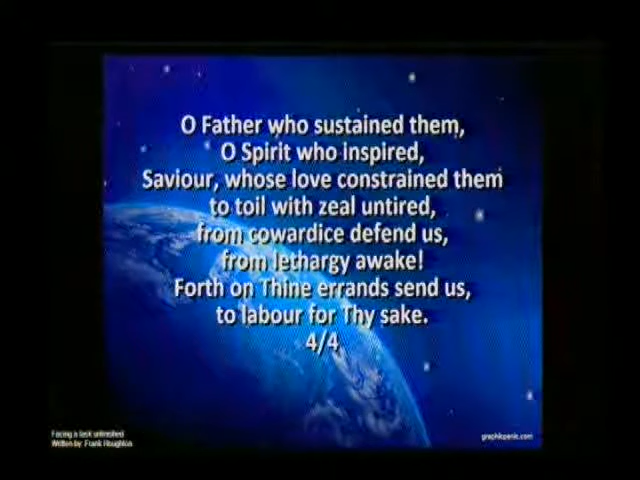 O Father who sustained them,
O Spirit who inspired,
Saviour, whose love constrained them
to toil with zeal untired,
from cowardice defend us,
from lethargy awake!
Forth on Thine errands send us,
to labour for Thy sake.
4/4
Facing a task unfinished
Written by: Frank Houghton
graphicpanic.com